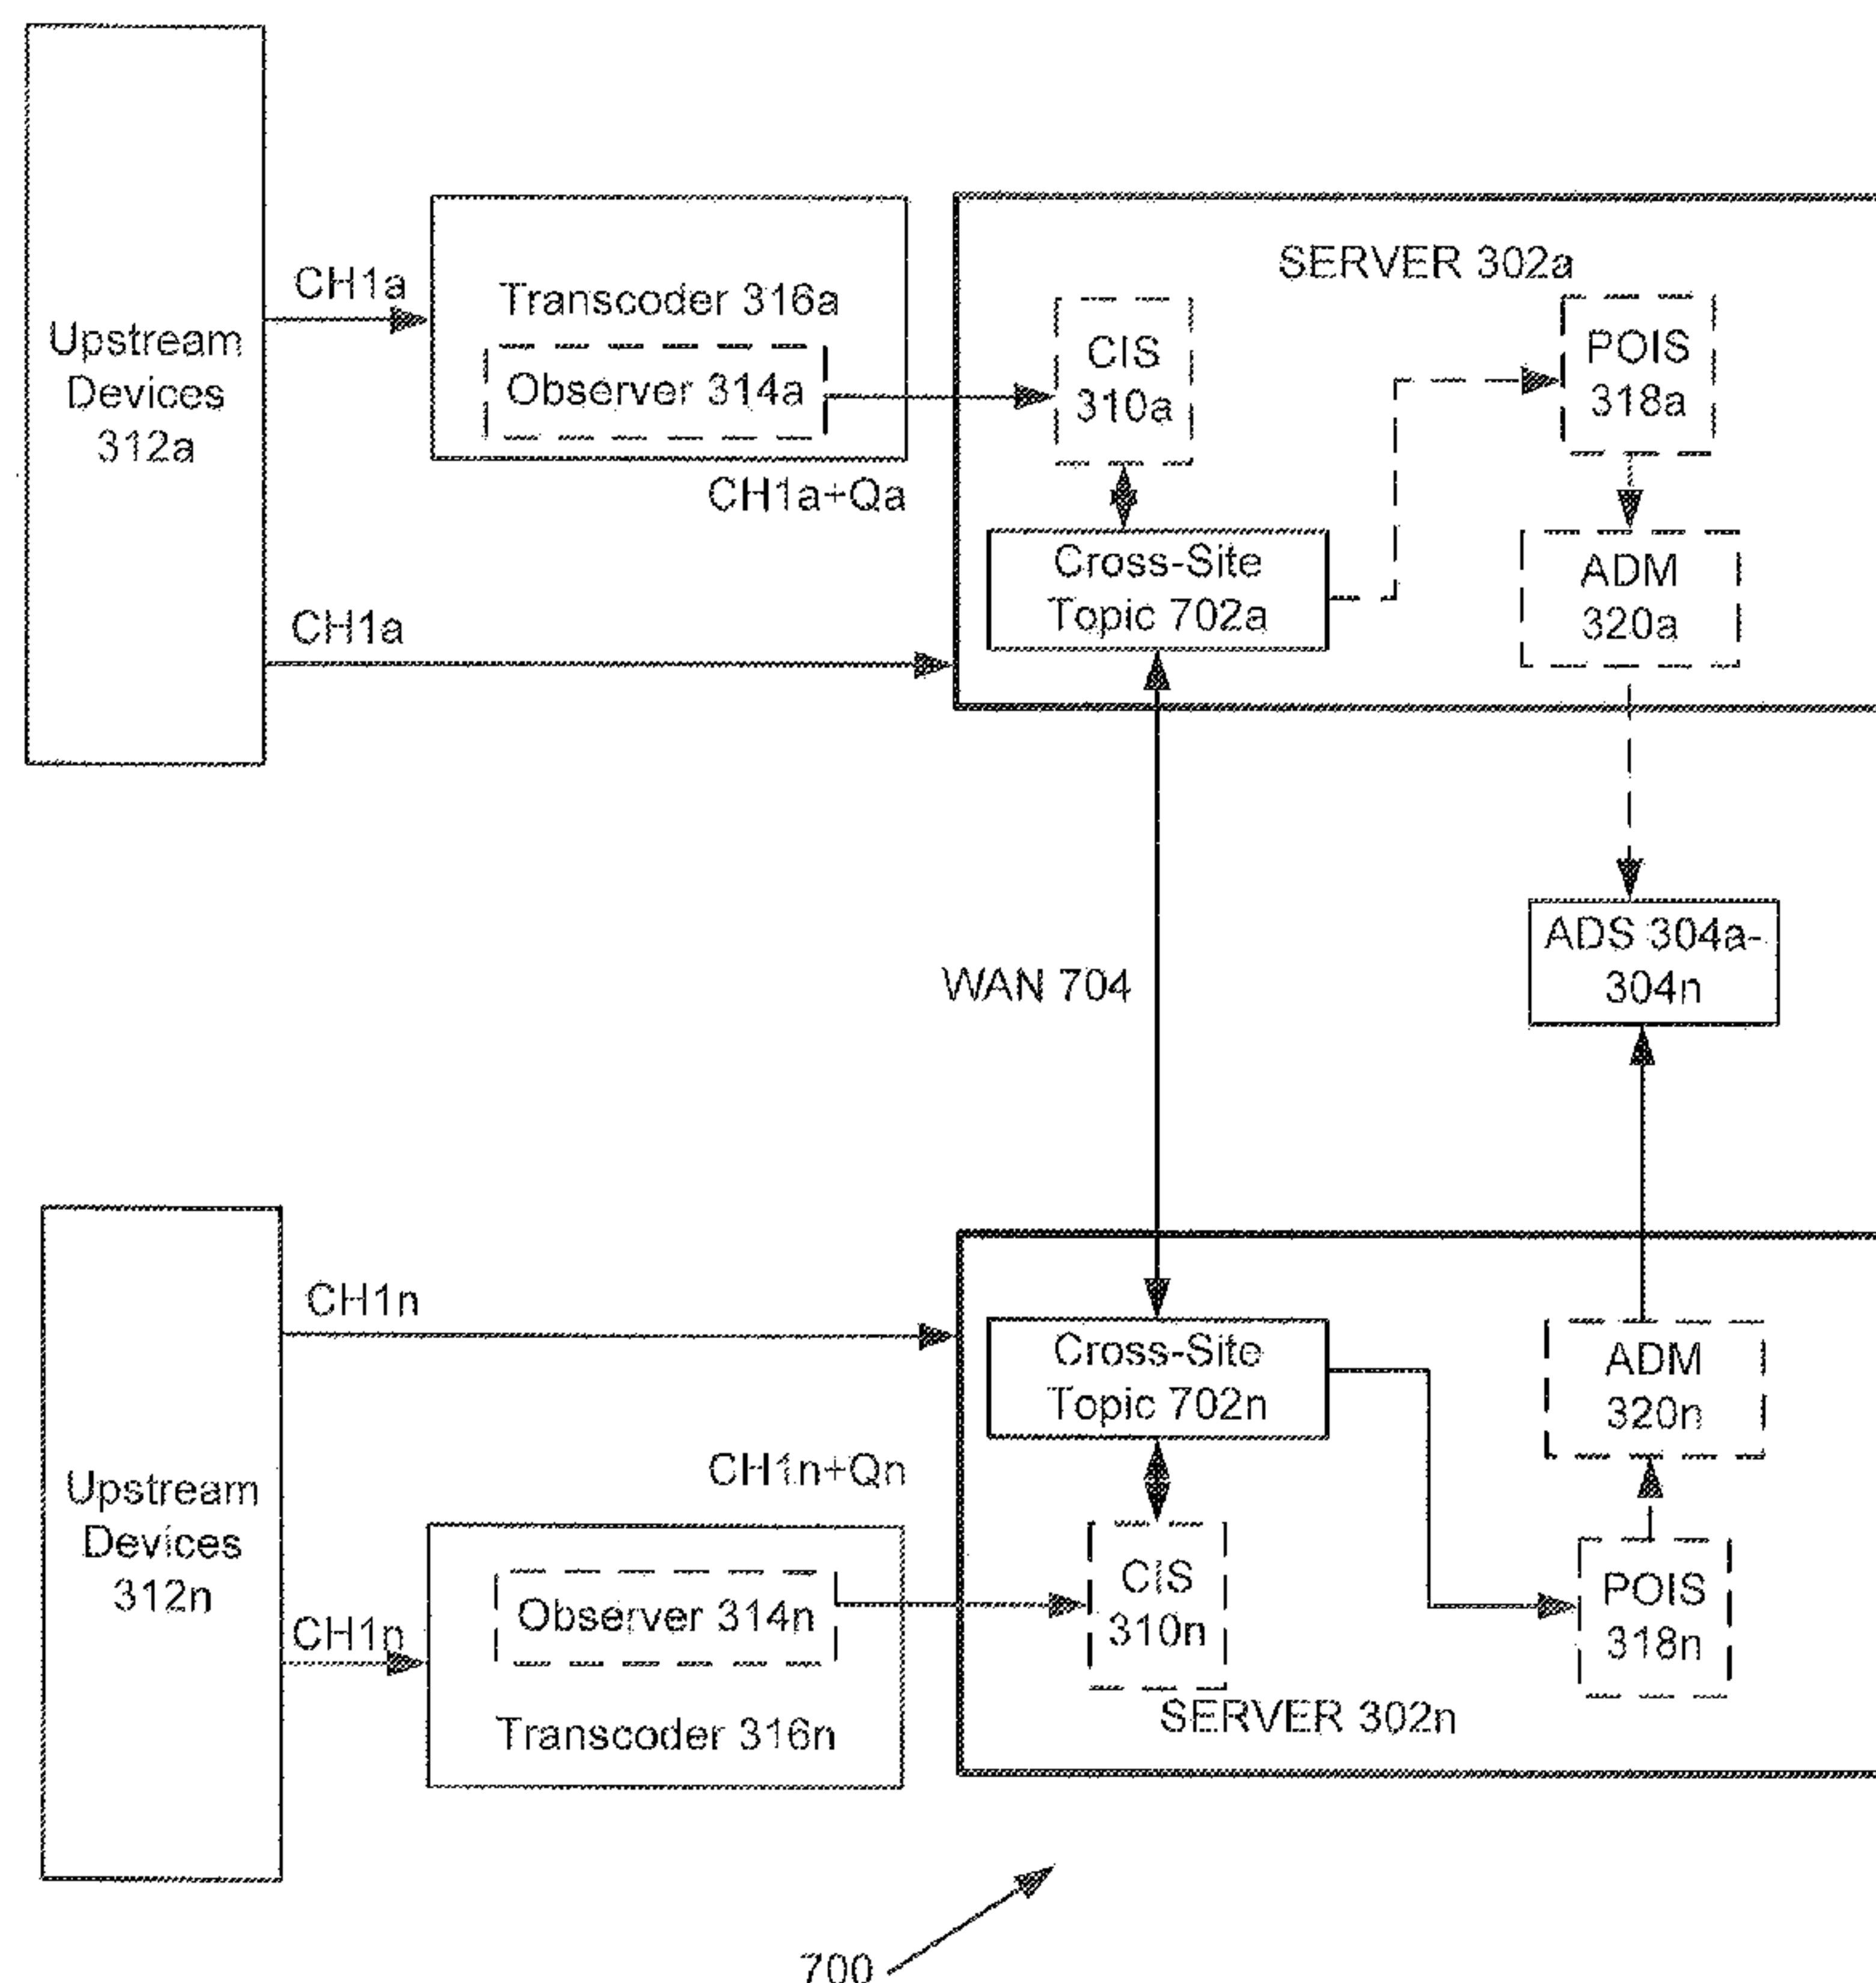 Upstream
Devices
312a
CH1a
Transcoder 316a
Observer 314a
CH1a+Qa
CH1a
SERVER 302a
CIS
310a
POIS
318a
Cross-Site
Topic 702a
ADM
320a
WAN 704
ADS 304a-
304n
Upstream
Devices
312n
CH1n
CH1n+Qn
CH1n
Observer 314n
Transcoder 316n
Cross-Site
Topic 702n
ADM
320n
CIS
310n
POIS
318n
SERVER 302n
700